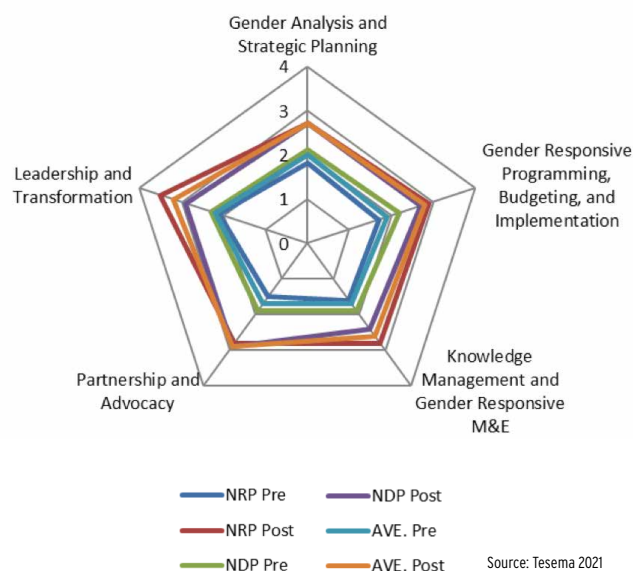 Gender Analysis and
Strategic Planning
4
3
2
1
0
Gender Responsive
Programming,
Budgeting, and
Implementation
Leadership and
Transformation
Knowledge
Management and
Gender Responsive
M&E
Partnership and
Advocacy
NRP Pre
NDP Post
NRP Post
AVE. Pre
NDP Pre
AVE. Post
Source: Tesema 2021